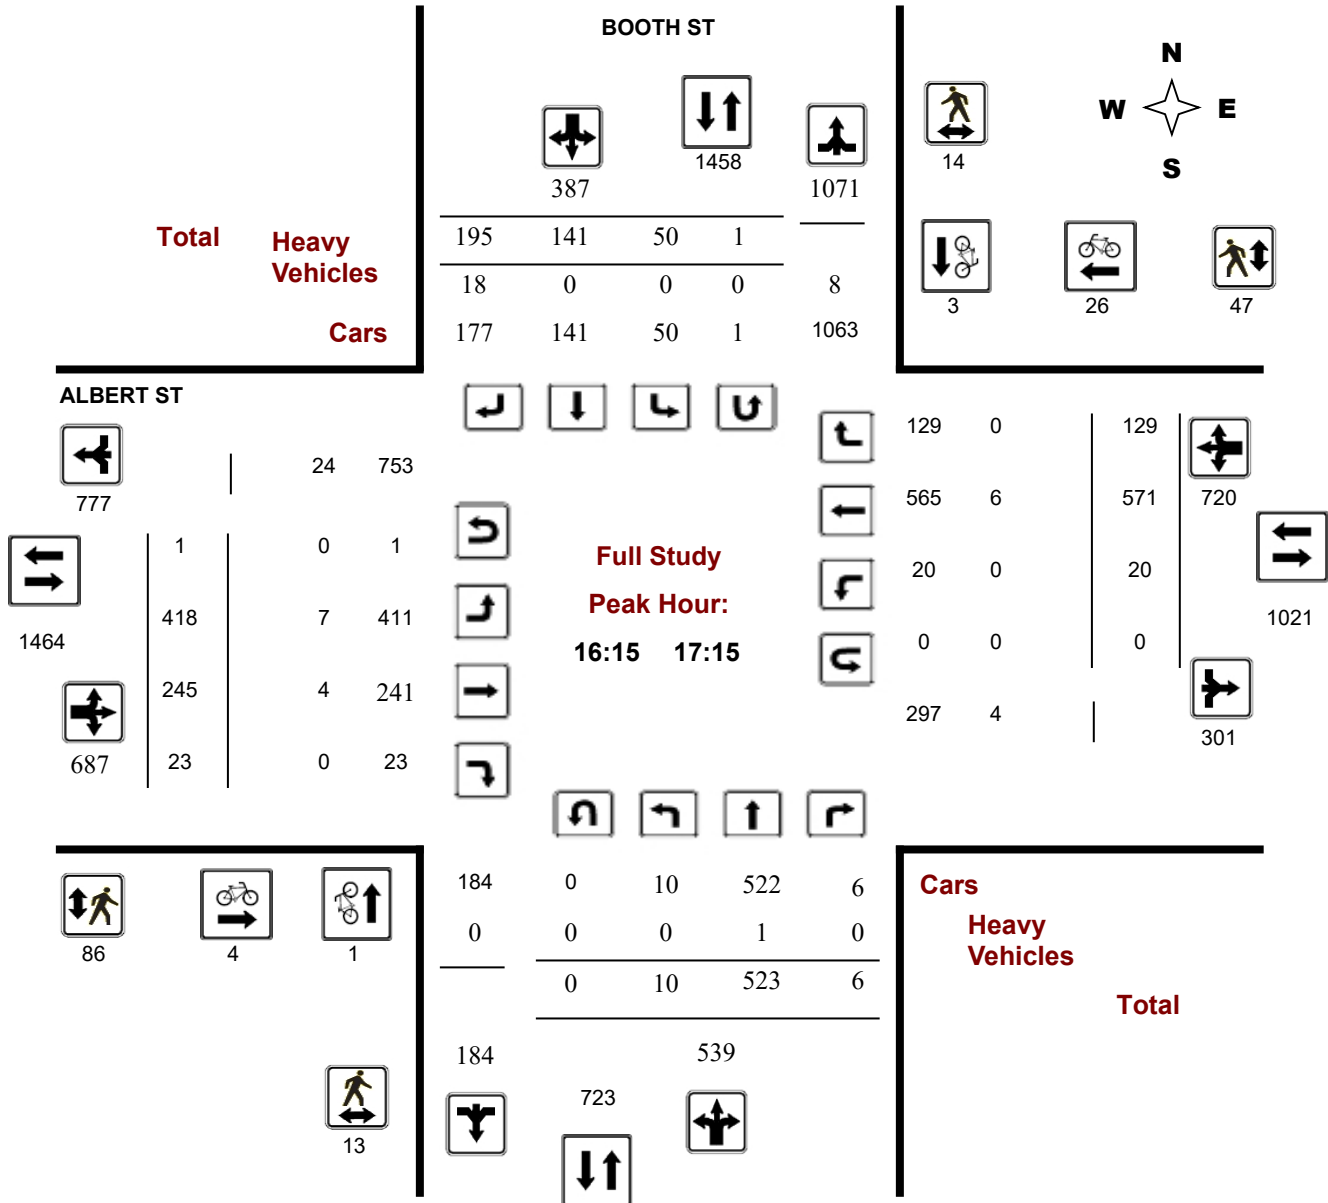 BOOTH ST
N
W E
S
1458
14
387
1071
Total
Heavy
Vehicles
195 141 50 1
18 0 0 0 8
3 26 47
Cars
177 141 50 1 1063
ALBERT ST
129 0 129
24 753
777
565 6 571 720
1 0 1
Full Study
20 0 20
Peak Hour:
418 7 411
1464
1021
16:15 17:15
0 0 0
245 4 241
297 4
301
687 23 0 23
184 0 10 522 6
Cars
Heavy
Vehicles
0 0 0 1 0
86 4 1
0 10 523 6
Total
184 539
723
13